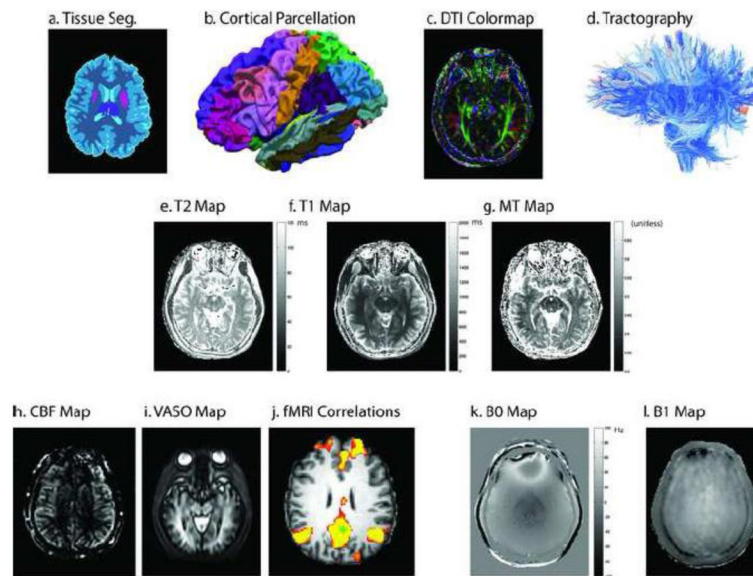 a. Tissue Seg.
b. Cortical Parcellation
c. DTI Colormap
d. Tractography
e. T2 Map
ms
f. T1 Map
ms
g. MT Map
(unitless)
h. CBF Map
i. VASO Map
j. fMRI Correlations
k. B0 Map
Hz
l. B1 Map